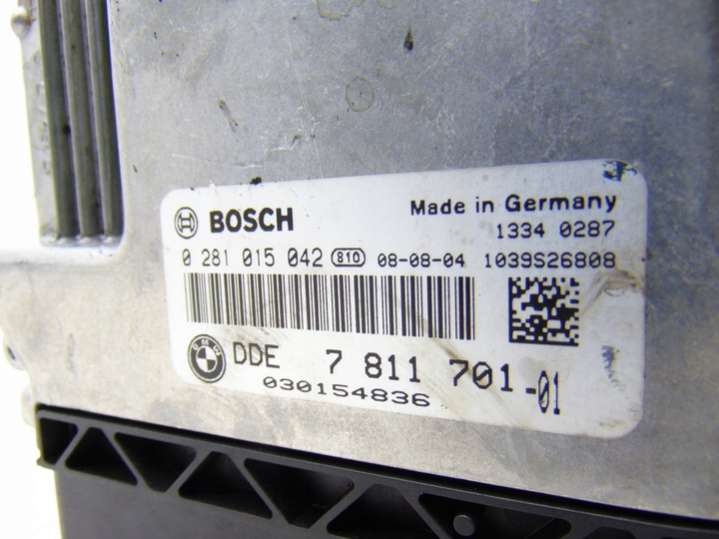 BOSCH Made in Germany
1334 0287
0 281 015 042 810 08-08-04 1039S26808
DDE 7 811 701-01
030154836